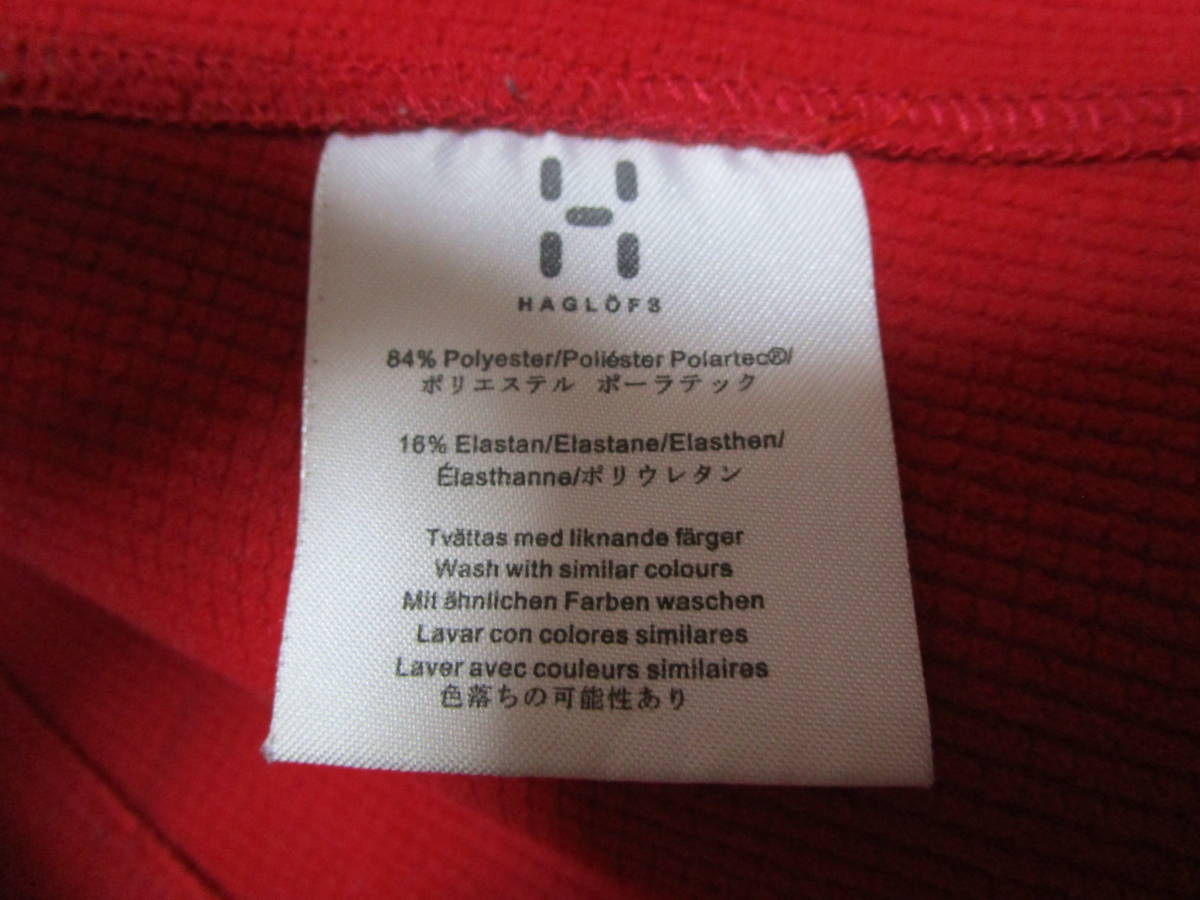 HAGLÖFS
84% Polyester/Poliéster Polartec®/
ポリエステル ポーラテック
16% Elastan/Elastane/Elasthen/
Élasthanne/ポリウレタン
Tvättas med liknande färger
Wash with similar colours
Mit ähnlichen Farben waschen
Lavar con colores similares
Laver avec couleurs similaires
色落ちの可能性あり